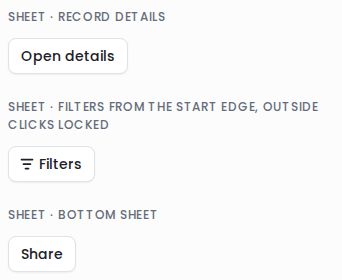 SHEET · RECORD DETAILS
Open details
SHEET · FILTERS FROM THE START EDGE, OUTSIDE
CLICKS LOCKED
Filters
SHEET · BOTTOM SHEET
Share